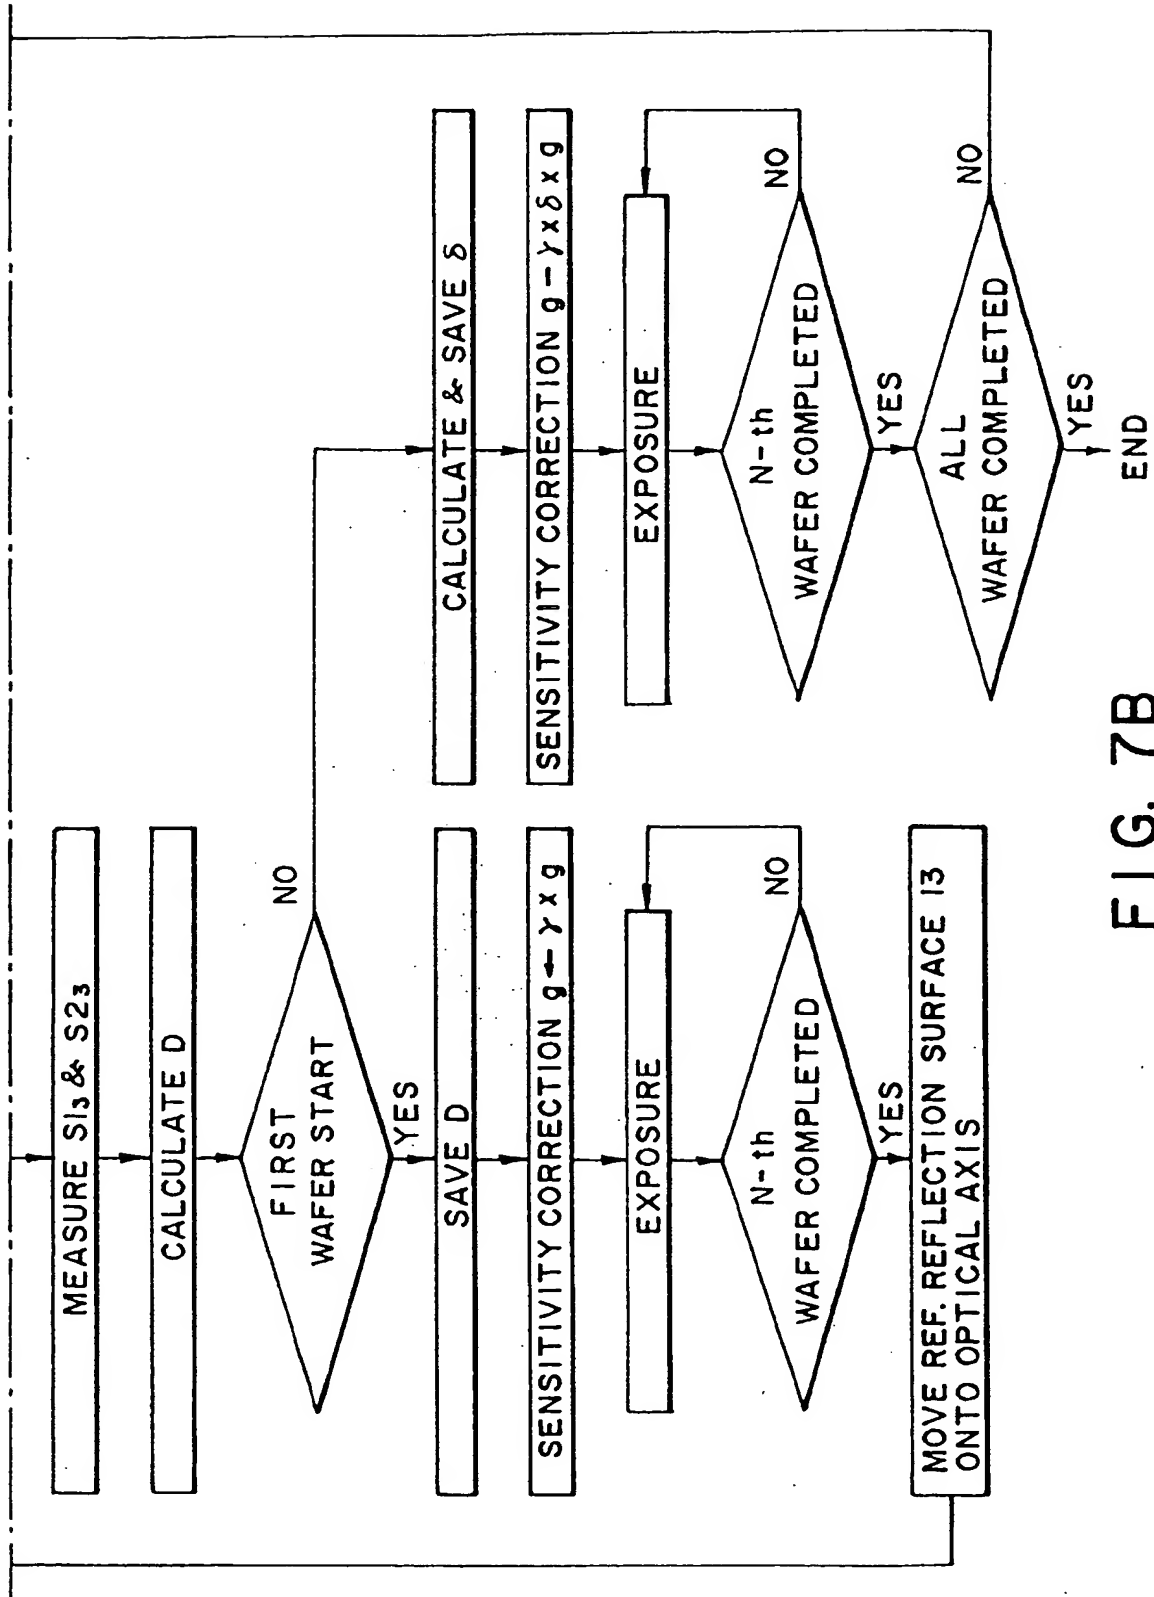 MEASURE S1₃ & S2₃
CALCULATE D
FIRST
WAFER START
NO
YES
SAVE D
SENSITIVITY CORRECTION g ← γ x g
EXPOSURE
N-th
WAFER COMPLETED
NO
YES
MOVE REF. REFLECTION SURFACE 13
ONTO OPTICAL AXIS
CALCULATE & SAVE δ
SENSITIVITY CORRECTION g – γ x δ x g
EXPOSURE
N-th
WAFER COMPLETED
NO
YES
ALL
WAFER COMPLETED
NO
YES
END
FIG. 7B